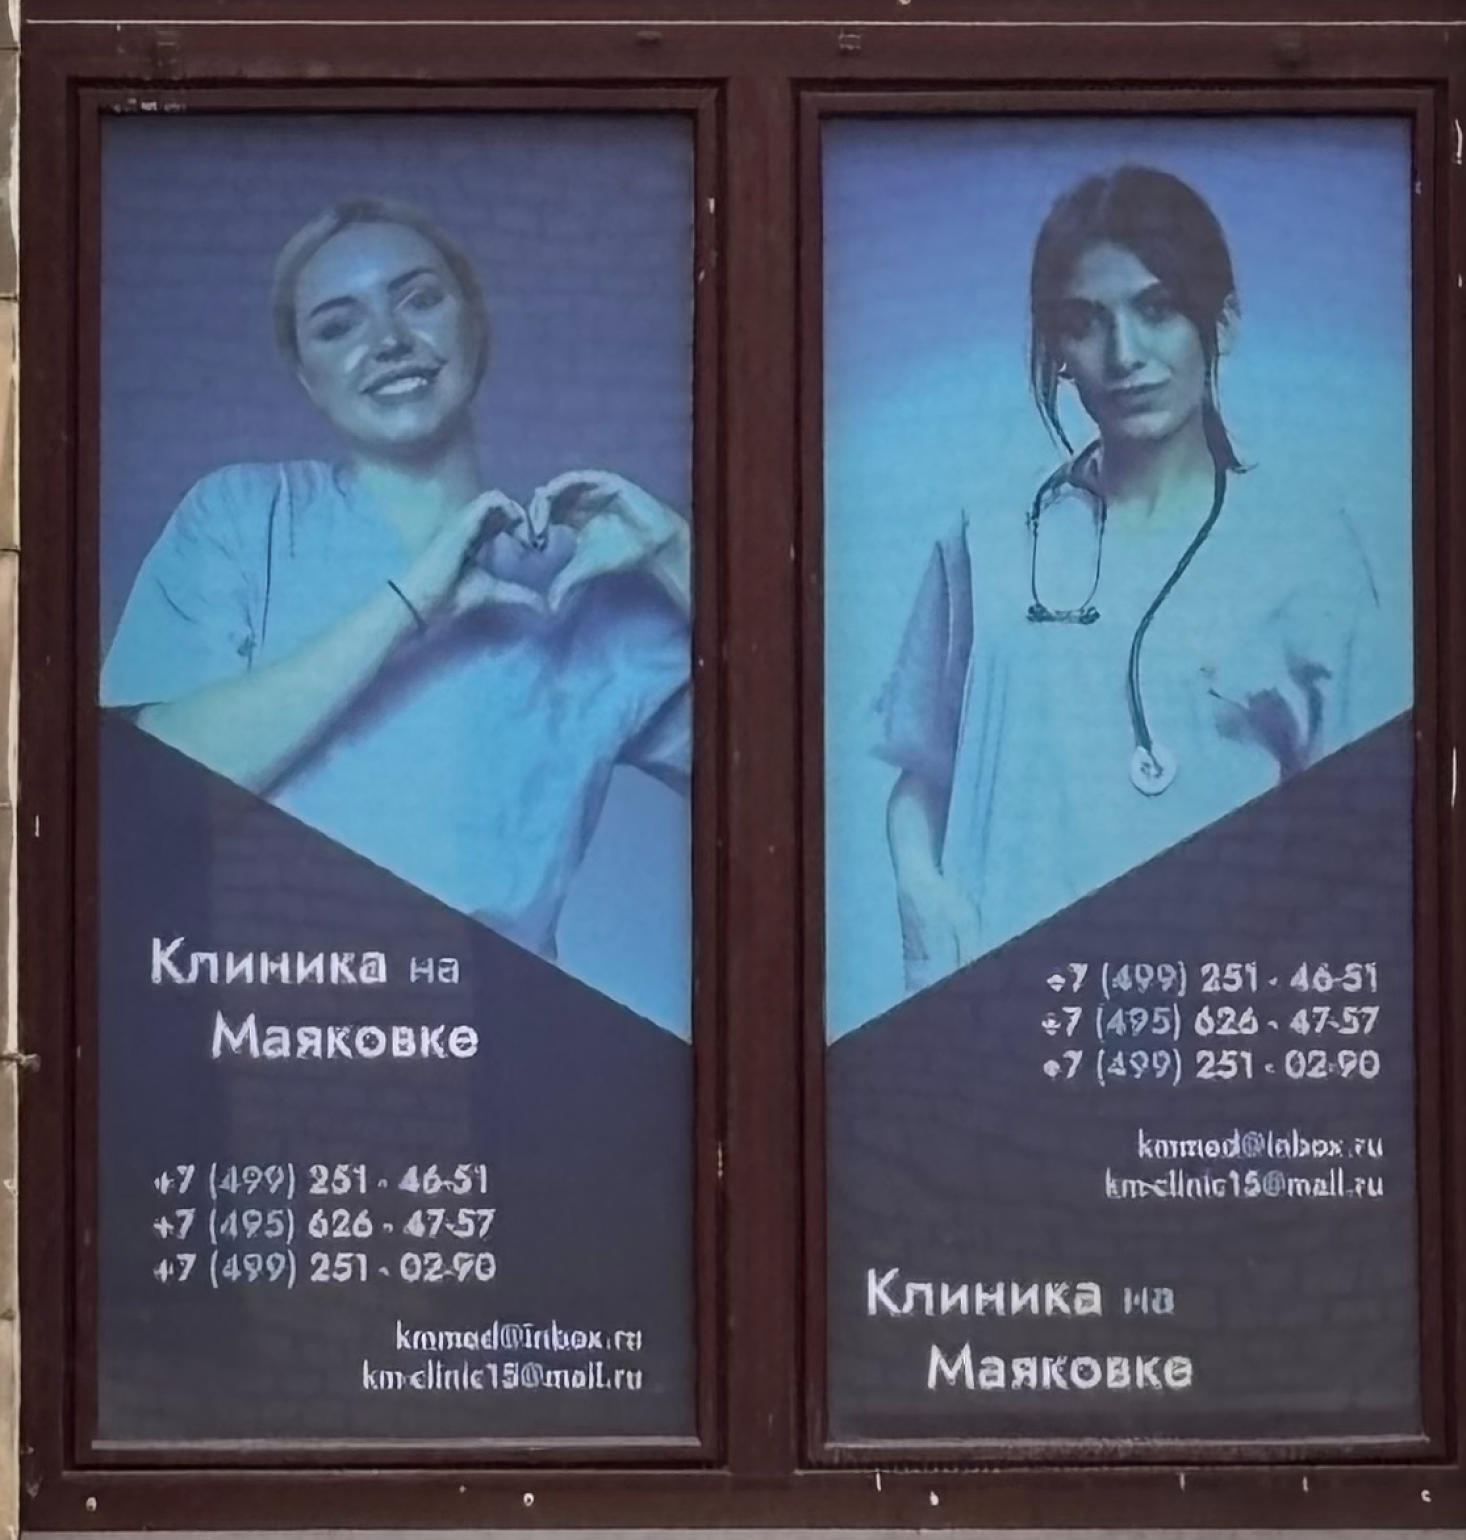 Клиника на
Маяковке
+7 (499) 251 - 46-51
+7 (495) 626 - 47-57
+7 (499) 251 - 02-90
kmmed@inbox.ru
km-clinic15@mail.ru
+7 (499) 251 - 46-51
+7 (495) 626 - 47-57
+7 (499) 251 - 02-90
kmmed@inbox.ru
km-clinic15@mail.ru
Клиника на
Маяковке